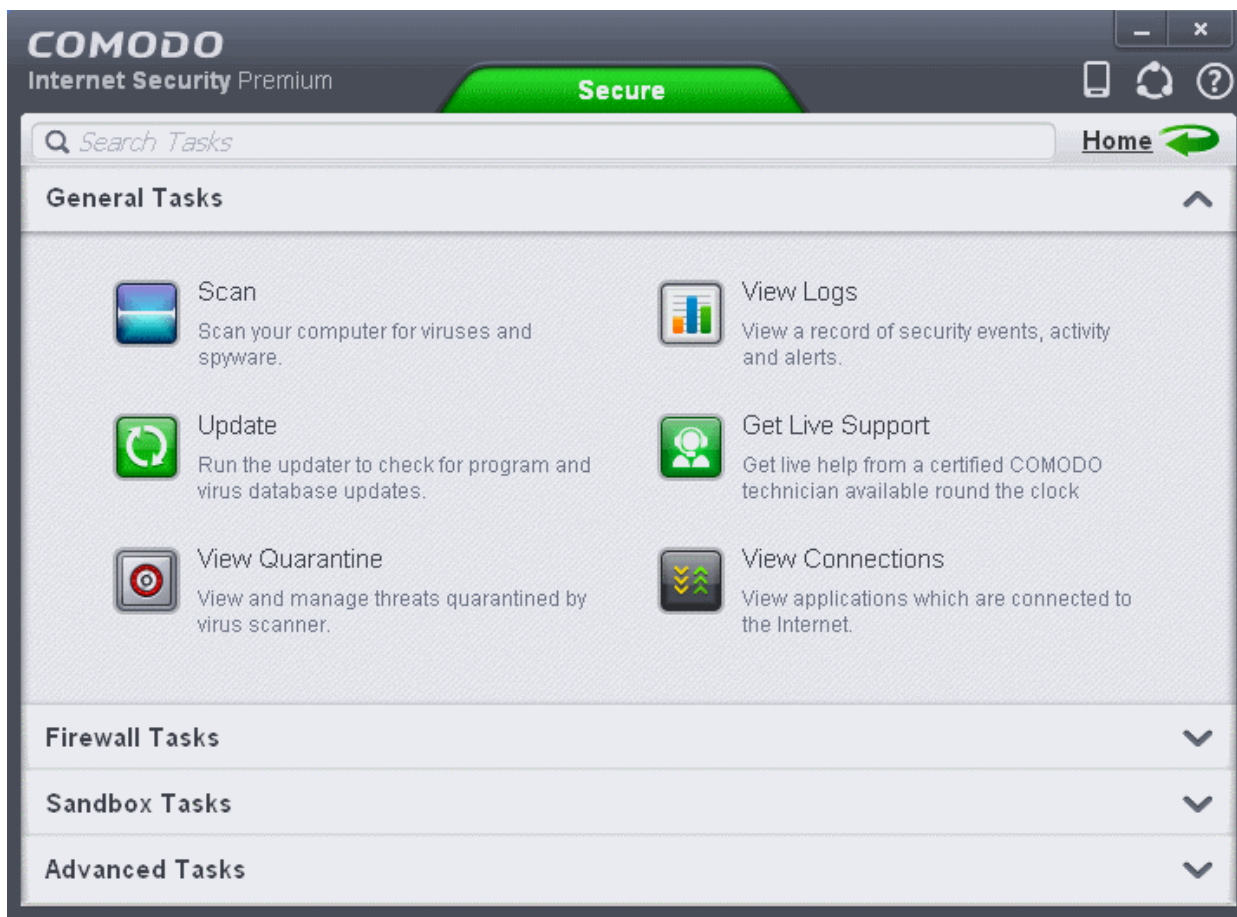 COMODO
Internet Security Premium
Secure
Search Tasks
Home
General Tasks
Scan
Scan your computer for viruses and
spyware.
View Logs
View a record of security events, activity
and alerts.
Update
Run the updater to check for program and
virus database updates.
Get Live Support
Get live help from a certified COMODO
technician available round the clock
View Quarantine
View and manage threats quarantined by
virus scanner.
View Connections
View applications which are connected to
the Internet.
Firewall Tasks
Sandbox Tasks
Advanced Tasks